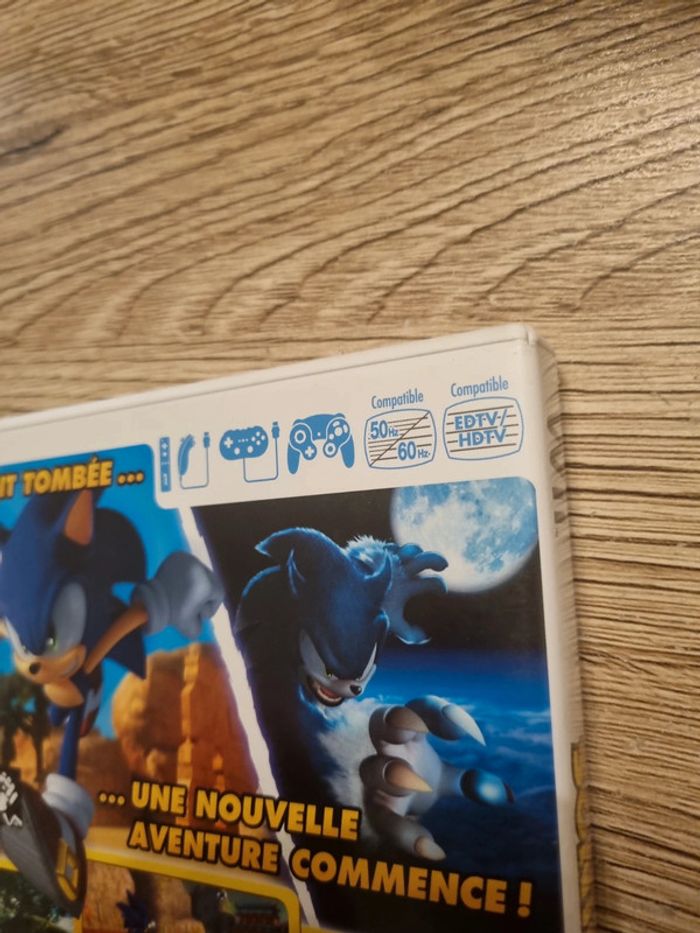 Compatible
50Hz
60Hz
Compatible
EDTV/
HDTV
IT TOMBÉE ...
... UNE NOUVELLE
AVENTURE COMMENCE !